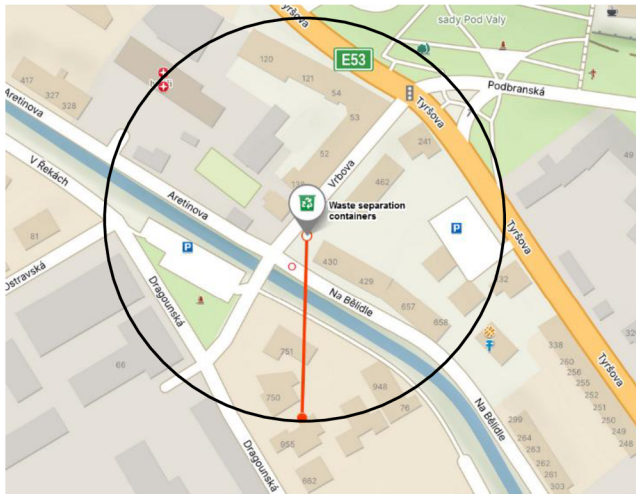 sady Pod Valy
Tyršova
E53
120
121
417
327
328
Aretinova
54
53
Podbranská
Tyršova
49
V Řekách
52
241
Vrbova
462
Waste separation
containers
Aretinova
P
P
81
430
429
Tyršova
Ostravská
Na Bělidle
657
658
Dragounská
66
751
338
260
256
255
252
251
250
249
248
750
948
76
Na Bělidle
299
264
263
262
281
303
955
662
Dragounská